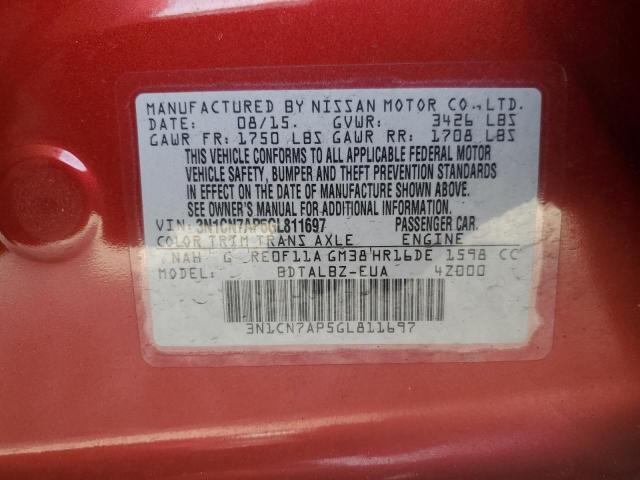 MANUFACTURED BY NISSAN MOTOR CO., LTD.
DATE: 08/15. GVWR: 3426 LBS
GAWR FR: 1750 LBS GAWR RR: 1708 LBS
THIS VEHICLE CONFORMS TO ALL APPLICABLE FEDERAL MOTOR
VEHICLE SAFETY, BUMPER AND THEFT PREVENTION STANDARDS
IN EFFECT ON THE DATE OF MANUFACTURE SHOWN ABOVE.
SEE OWNER'S MANUAL FOR ADDITIONAL INFORMATION.
VIN: 3N1CN7AP5GL811697 PASSENGER CAR.
COLOR TRIM TRANS AXLE ENGINE
NAH G RE0F11A GM38 HR16DE 1598 CC
MODEL: BDTALBZ-EUA 4Z000
3N1CN7AP5GL811697